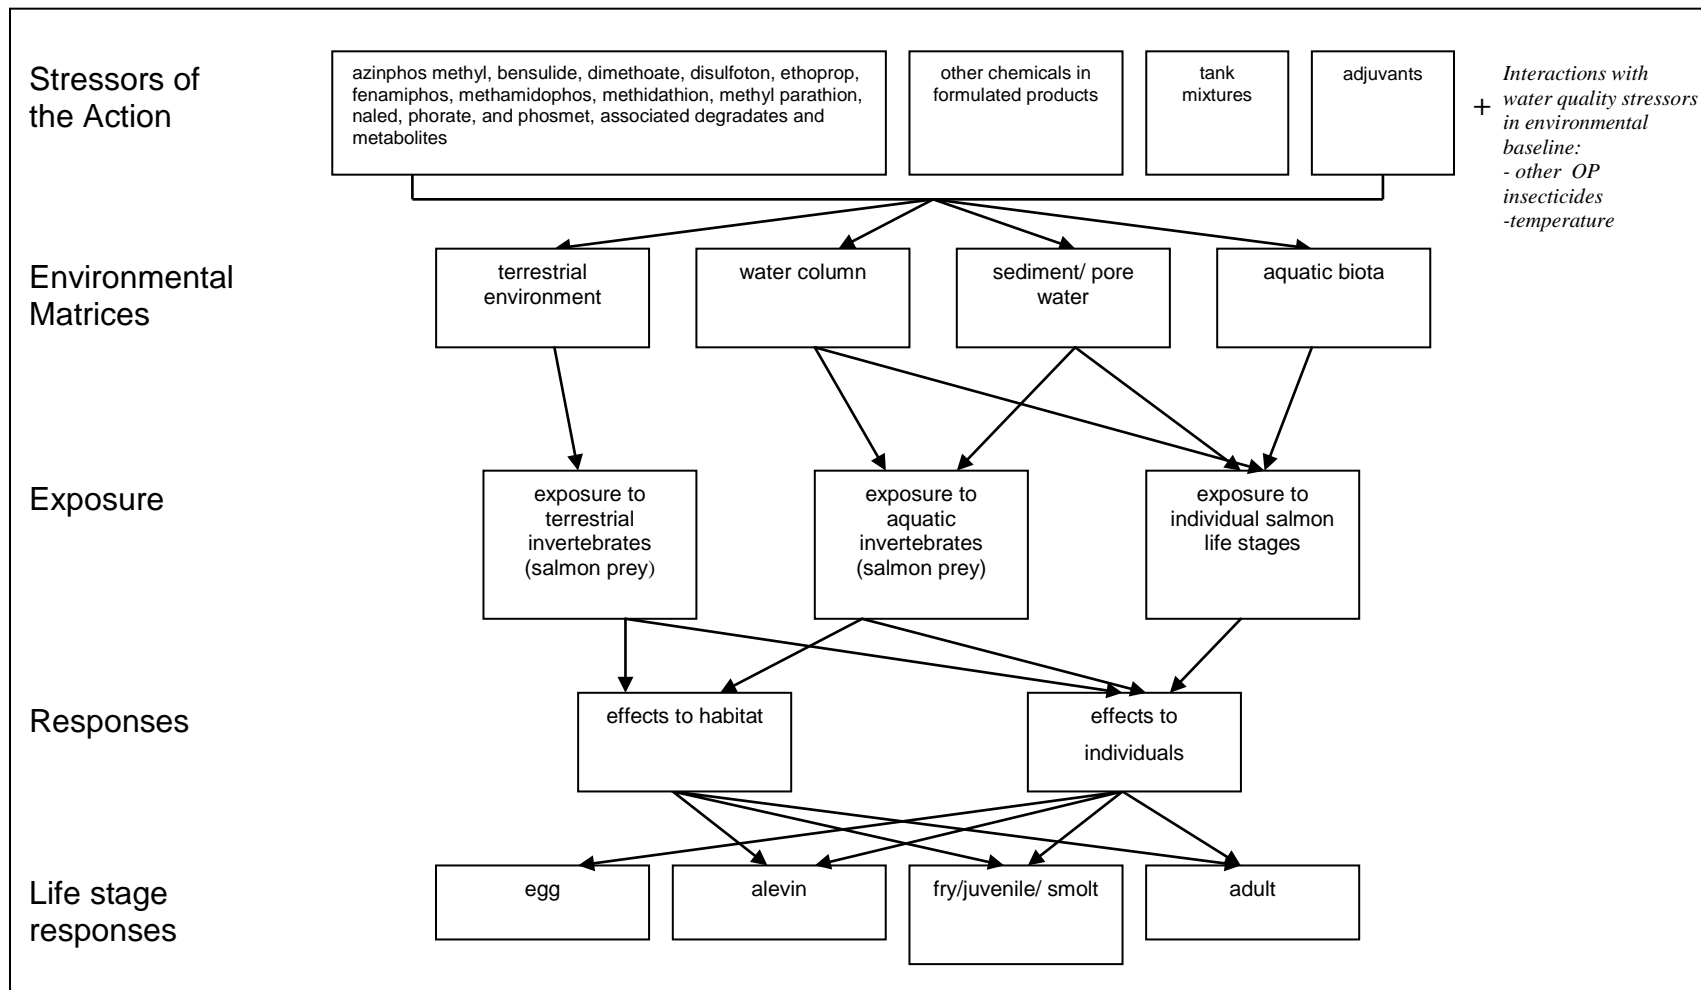 Stressors of
the Action
azinphos methyl, bensulide, dimethoate, disulfoton, ethoprop,
fenamiphos, methamidophos, methidathion, methyl parathion,
naled, phorate, and phosmet, associated degradates and
metabolites
other chemicals in
formulated products
tank
mixtures
adjuvants
+
Interactions with
water quality stressors
in environmental
baseline:
- other OP
insecticides
-temperature
Environmental
Matrices
terrestrial
environment
water column
sediment/ pore
water
aquatic biota
Exposure
exposure to
terrestrial
invertebrates
(salmon prey)
exposure to
aquatic
invertebrates
(salmon prey)
exposure to
individual salmon
life stages
Responses
effects to habitat
effects to
individuals
Life stage
responses
egg
alevin
fry/juvenile/ smolt
adult